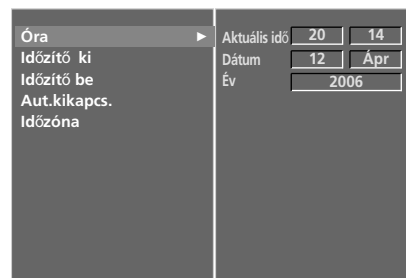 Óra ►
Időzítő ki
Időzítő be
Aut.kikapcs.
Időzóna
Aktuális idő 20 14
Dátum 12 Ápr
Év 2006